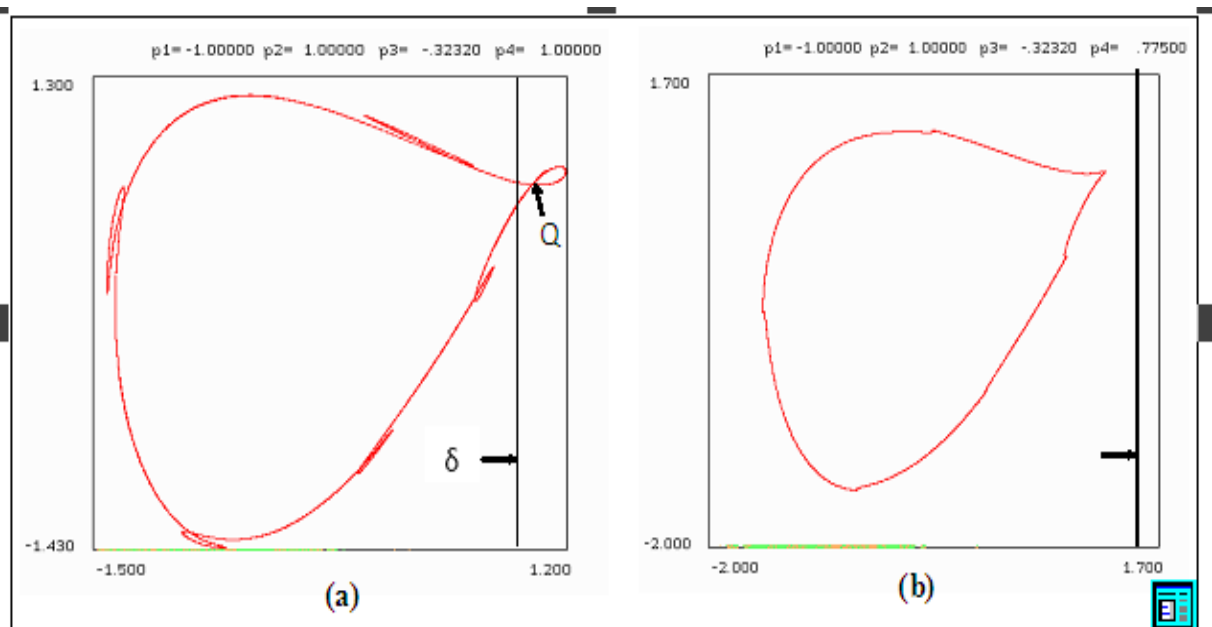 p1= -1.00000 p2= 1.00000 p3= -.32320 p4= 1.00000
1.300
Q
δ
-1.430
-1.500
1.200
(a)
p1= -1.00000 p2= 1.00000 p3= -.32320 p4= .77500
1.700
-2.000
-2.000
1.700
(b)